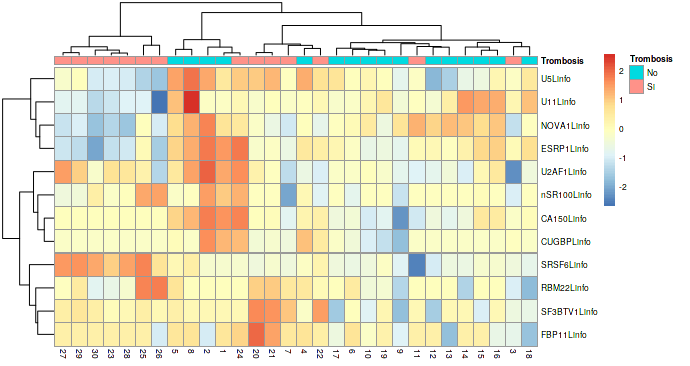 Trombosis
U5Linfo
U11Linfo
NOVA1Linfo
ESRP1Linfo
U2AF1Linfo
nSR100Linfo
CA150Linfo
CUGBPLinfo
SRSF6Linfo
RBM22Linfo
SF3BTV1Linfo
FBP11Linfo
27 29 30 23 28 25 26 5 8 2 1 24 20 21 7 4 22 17 6 10 19 9 11 12 13 14 15 16 3 18
2
1
0
-1
-2
Trombosis
No
Si